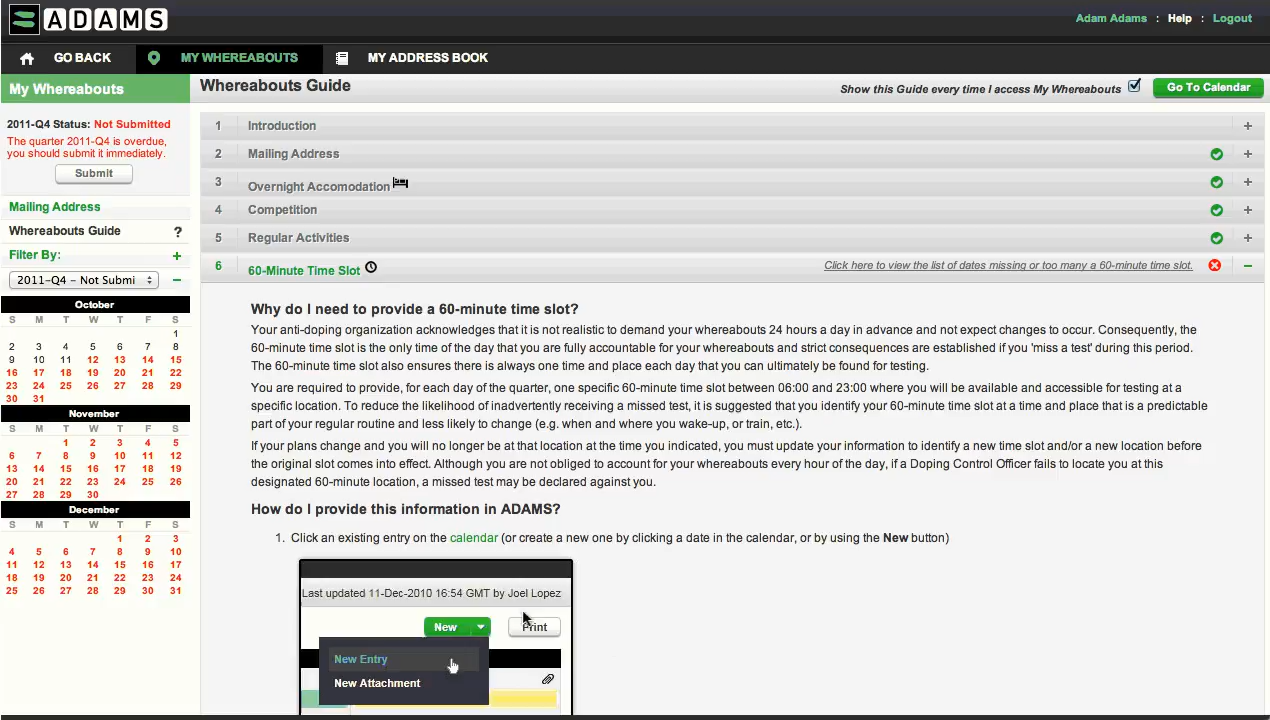 ADAMS
Adam Adams : Help : Logout
GO BACK MY WHEREABOUTS MY ADDRESS BOOK
My Whereabouts
2011-Q4 Status: Not Submitted
The quarter 2011-Q4 is overdue,
you should submit it immediately.
Submit
Mailing Address
Whereabouts Guide ?
Filter By: +
2011-Q4 - Not Submi −
October
S M T W T F S
1
2 3 4 5 6 7 8
9 10 11 12 13 14 15
16 17 18 19 20 21 22
23 24 25 26 27 28 29
30 31
November
S M T W T F S
1 2 3 4 5
6 7 8 9 10 11 12
13 14 15 16 17 18 19
20 21 22 23 24 25 26
27 28 29 30
December
S M T W T F S
1 2 3
4 5 6 7 8 9 10
11 12 13 14 15 16 17
18 19 20 21 22 23 24
25 26 27 28 29 30 31
Whereabouts Guide
Show this Guide every time I access My Whereabouts
Go To Calendar
1 Introduction +
2 Mailing Address +
3 Overnight Accomodation +
4 Competition +
5 Regular Activities +
6 60-Minute Time Slot Click here to view the list of dates missing or too many a 60-minute time slot. −
Why do I need to provide a 60-minute time slot?
Your anti-doping organization acknowledges that it is not realistic to demand your whereabouts 24 hours a day in advance and not expect changes to occur. Consequently, the
60-minute time slot is the only time of the day that you are fully accountable for your whereabouts and strict consequences are established if you 'miss a test' during this period.
The 60-minute time slot also ensures there is always one time and place each day that you can ultimately be found for testing.
You are required to provide, for each day of the quarter, one specific 60-minute time slot between 06:00 and 23:00 where you will be available and accessible for testing at a
specific location. To reduce the likelihood of inadvertently receiving a missed test, it is suggested that you identify your 60-minute time slot at a time and place that is a predictable
part of your regular routine and less likely to change (e.g. when and where you wake-up, or train, etc.).
If your plans change and you will no longer be at that location at the time you indicated, you must update your information to identify a new time slot and/or a new location before
the original slot comes into effect. Although you are not obliged to account for your whereabouts every hour of the day, if a Doping Control Officer fails to locate you at this
designated 60-minute location, a missed test may be declared against you.
How do I provide this information in ADAMS?
1. Click an existing entry on the calendar (or create a new one by clicking a date in the calendar, or by using the New button)
Last updated 11-Dec-2010 16:54 GMT by Joel Lopez
New Print
New Entry
New Attachment